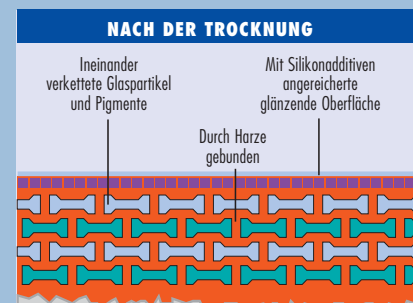 NACH DER TROCKNUNG
Ineinander
verkettete Glaspartikel
und Pigmente
Mit Silikonadditiven
angereicherte
glänzende Oberfläche
Durch Harze
gebunden